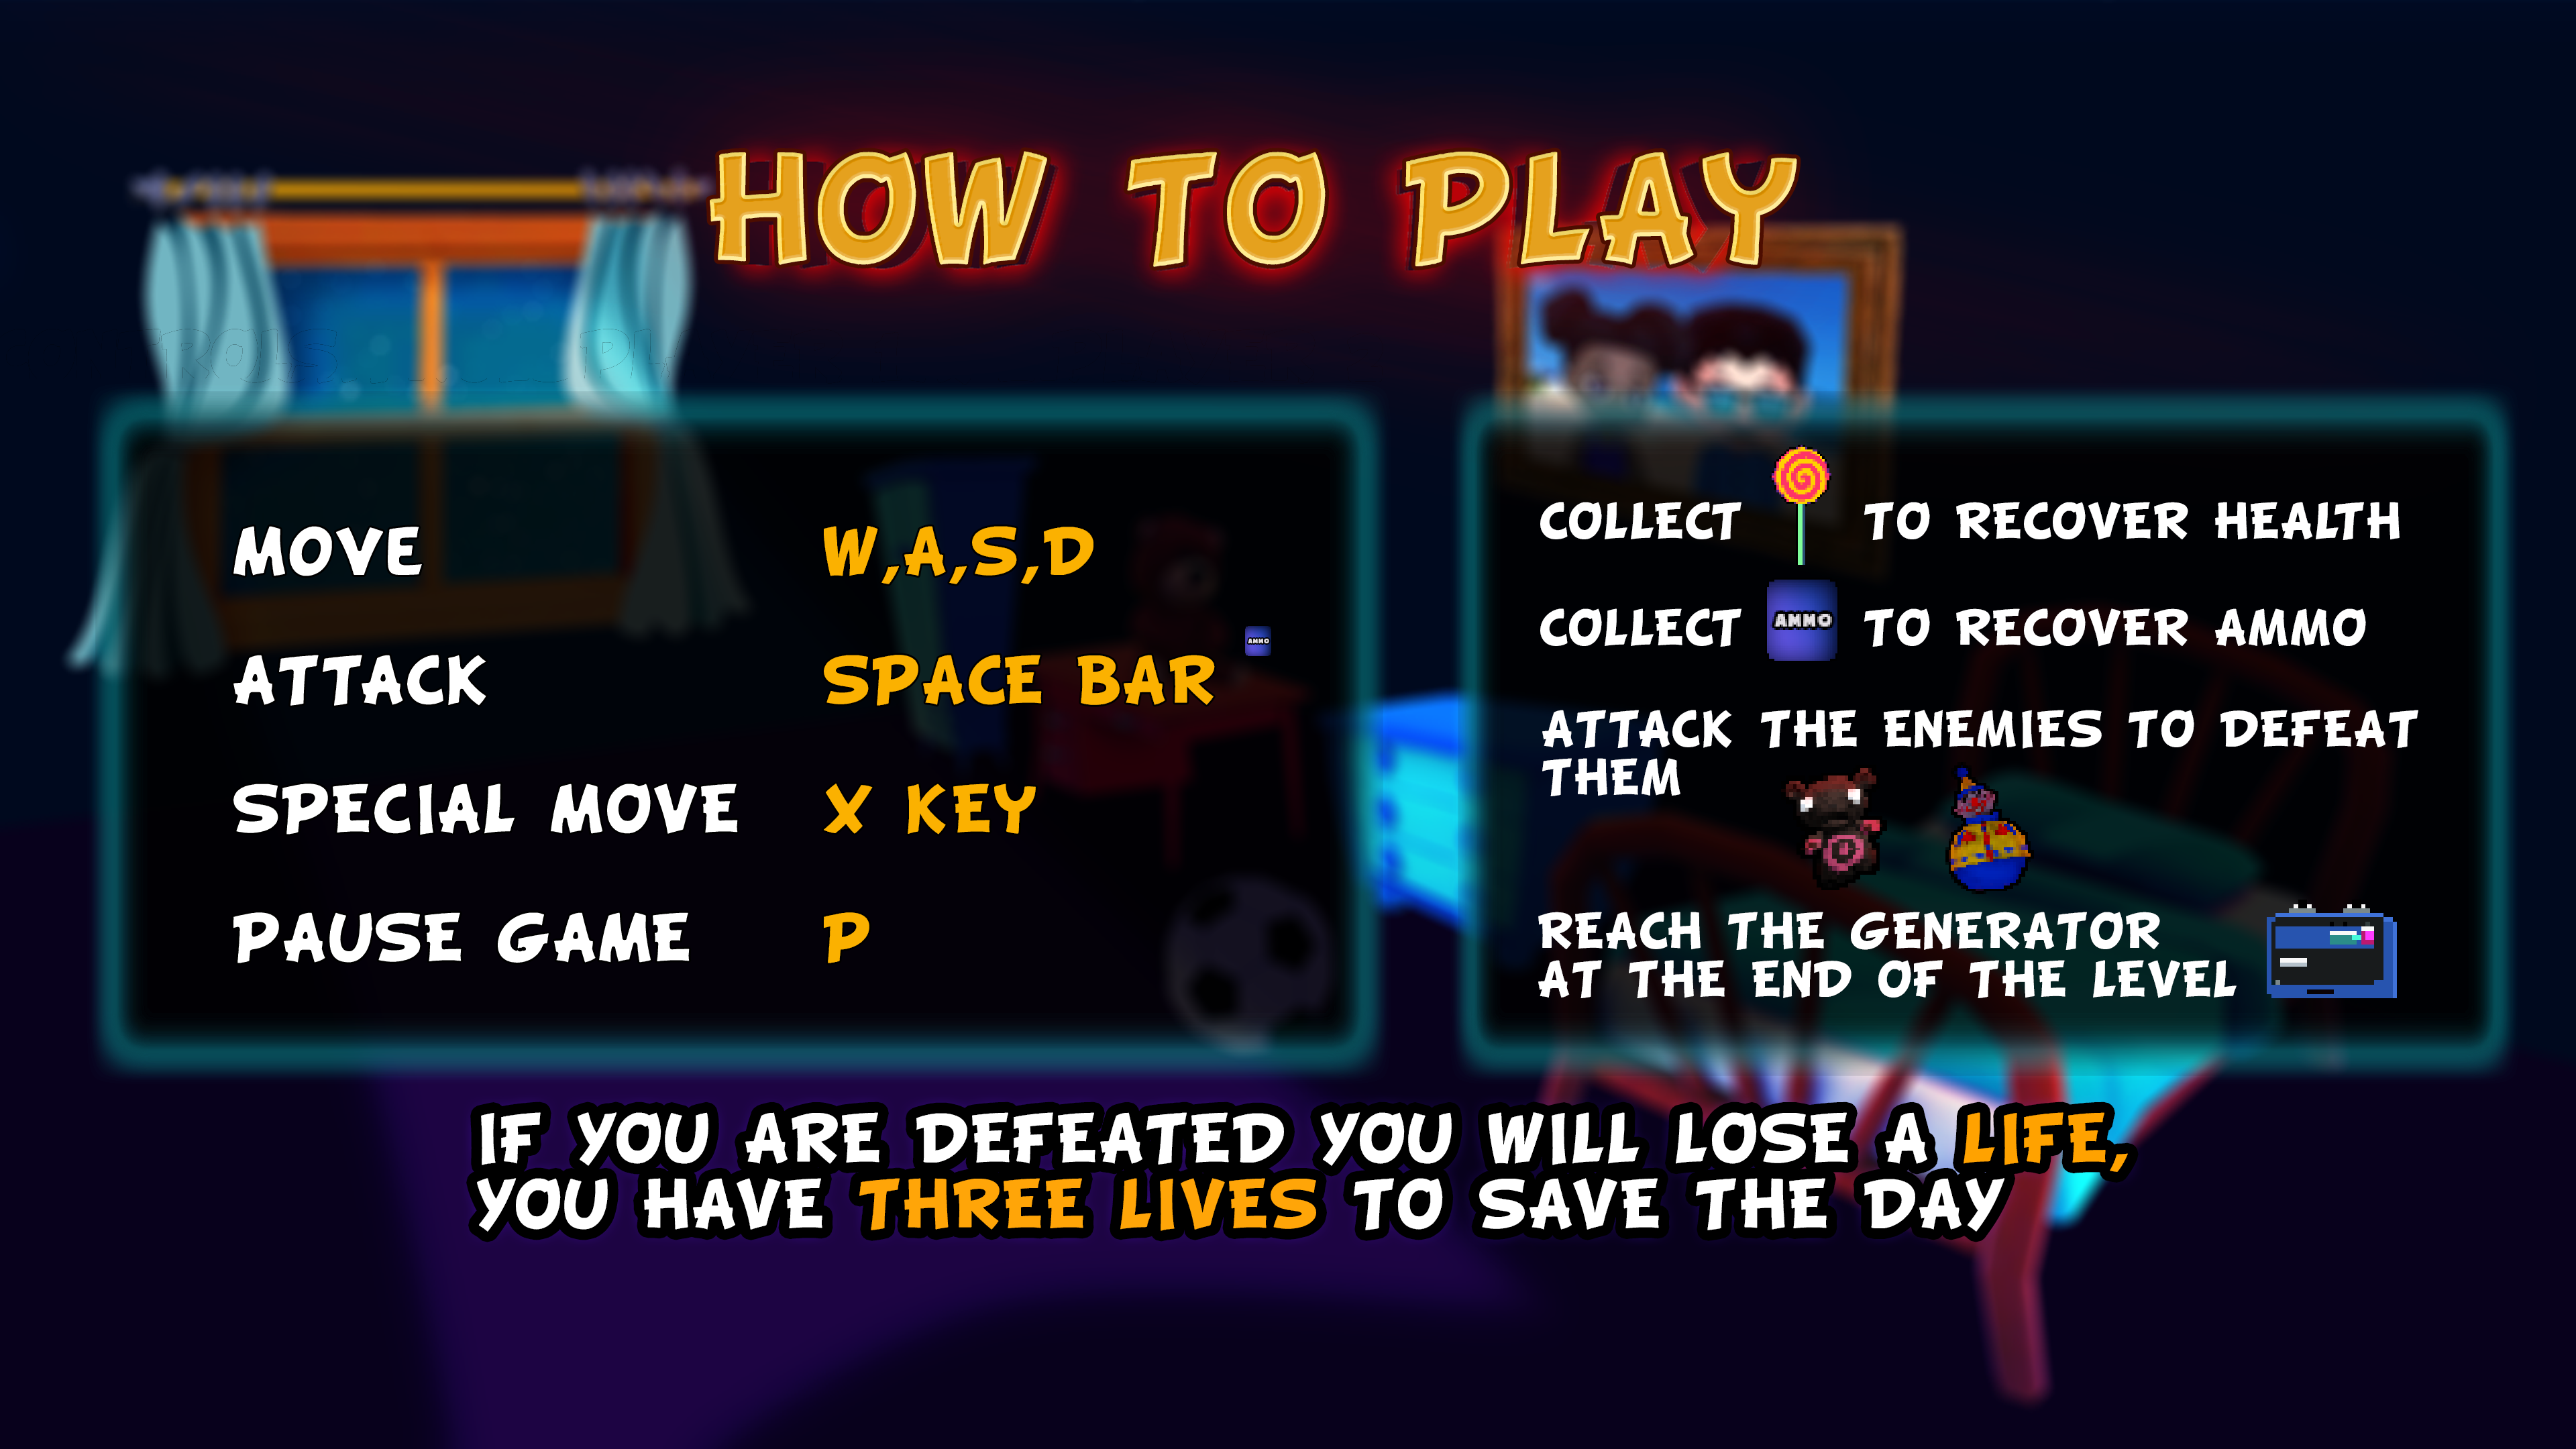 HOW TO PLAY
MOVE W,A,S,D
ATTACK SPACE BAR
AMMO
SPECIAL MOVE X KEY
PAUSE GAME P
COLLECT TO RECOVER HEALTH
COLLECT AMMO TO RECOVER AMMO
ATTACK THE ENEMIES TO DEFEAT
THEM
REACH THE GENERATOR
AT THE END OF THE LEVEL
IF YOU ARE DEFEATED YOU WILL LOSE A LIFE,
YOU HAVE THREE LIVES TO SAVE THE DAY